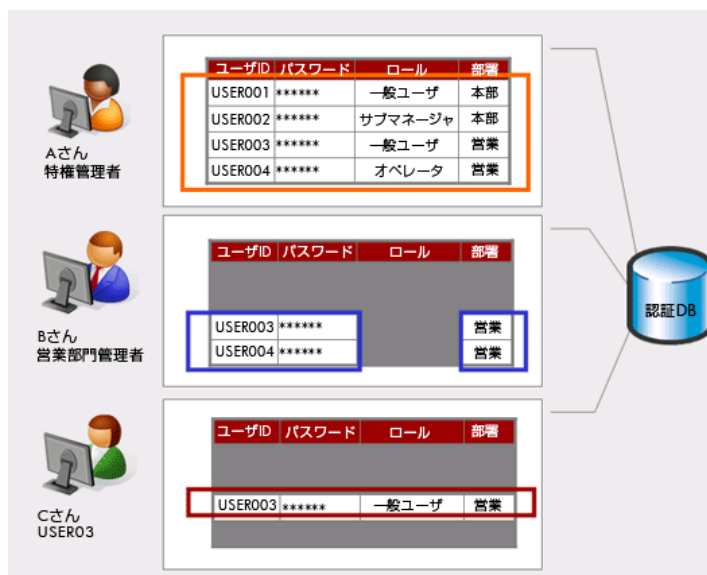 ユーザID パスワード ロール 部署
USER001 ****** 一般ユーザ 本部
USER002 ****** サブマネージャ 本部
USER003 ****** 一般ユーザ 営業
USER004 ****** オペレータ 営業
Aさん
特権管理者
ユーザID パスワード ロール 部署
USER003 ****** 営業
USER004 ****** 営業
Bさん
営業部門管理者
認証DB
ユーザID パスワード ロール 部署
USER003 ****** 一般ユーザ 営業
Cさん
USER03